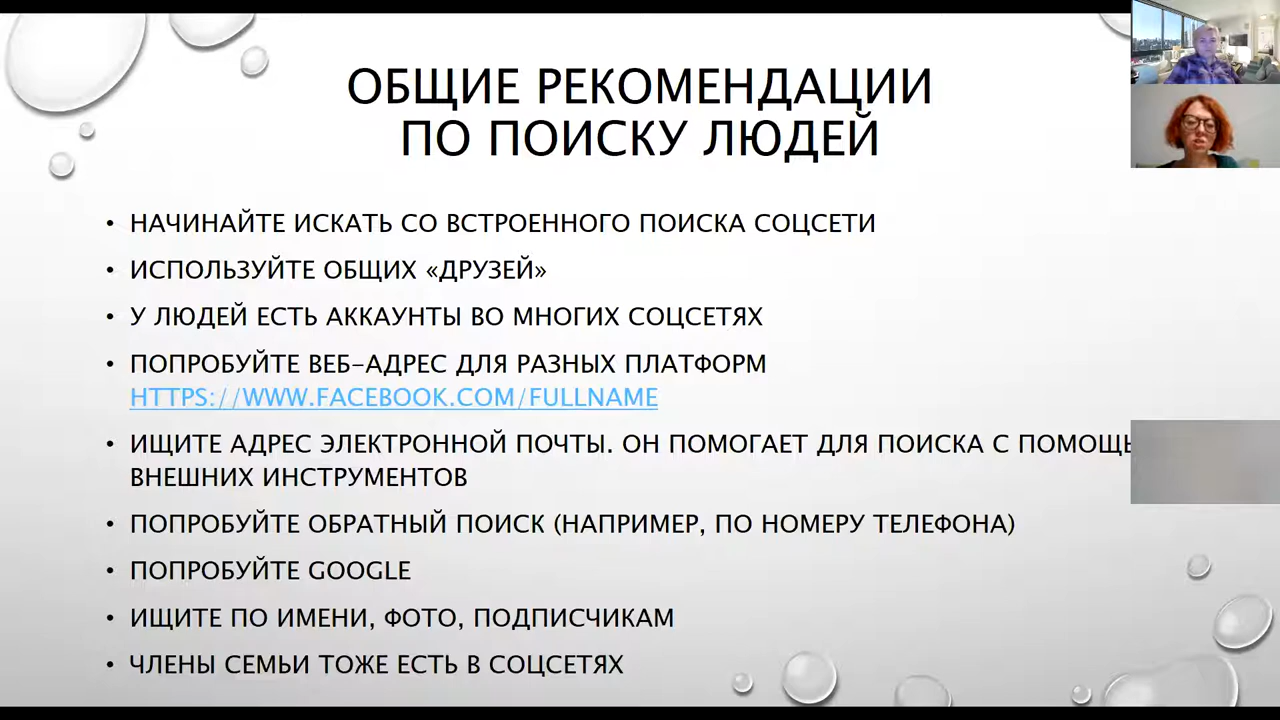 ОБЩИЕ РЕКОМЕНДАЦИИ
ПО ПОИСКУ ЛЮДЕЙ
• НАЧИНАЙТЕ ИСКАТЬ СО ВСТРОЕННОГО ПОИСКА СОЦСЕТИ
• ИСПОЛЬЗУЙТЕ ОБЩИХ «ДРУЗЕЙ»
• У ЛЮДЕЙ ЕСТЬ АККАУНТЫ ВО МНОГИХ СОЦСЕТЯХ
• ПОПРОБУЙТЕ ВЕБ-АДРЕС ДЛЯ РАЗНЫХ ПЛАТФОРМ
HTTPS://WWW.FACEBOOK.COM/FULLNAME
• ИЩИТЕ АДРЕС ЭЛЕКТРОННОЙ ПОЧТЫ. ОН ПОМОГАЕТ ДЛЯ ПОИСКА С
ВНЕШНИХ ИНСТРУМЕНТОВ
• ПОПРОБУЙТЕ ОБРАТНЫЙ ПОИСК (НАПРИМЕР, ПО НОМЕРУ ТЕЛЕФОНА)
• ПОПРОБУЙТЕ GOOGLE
• ИЩИТЕ ПО ИМЕНИ, ФОТО, ПОДПИСЧИКАМ
• ЧЛЕНЫ СЕМЬИ ТОЖЕ ЕСТЬ В СОЦСЕТЯХ